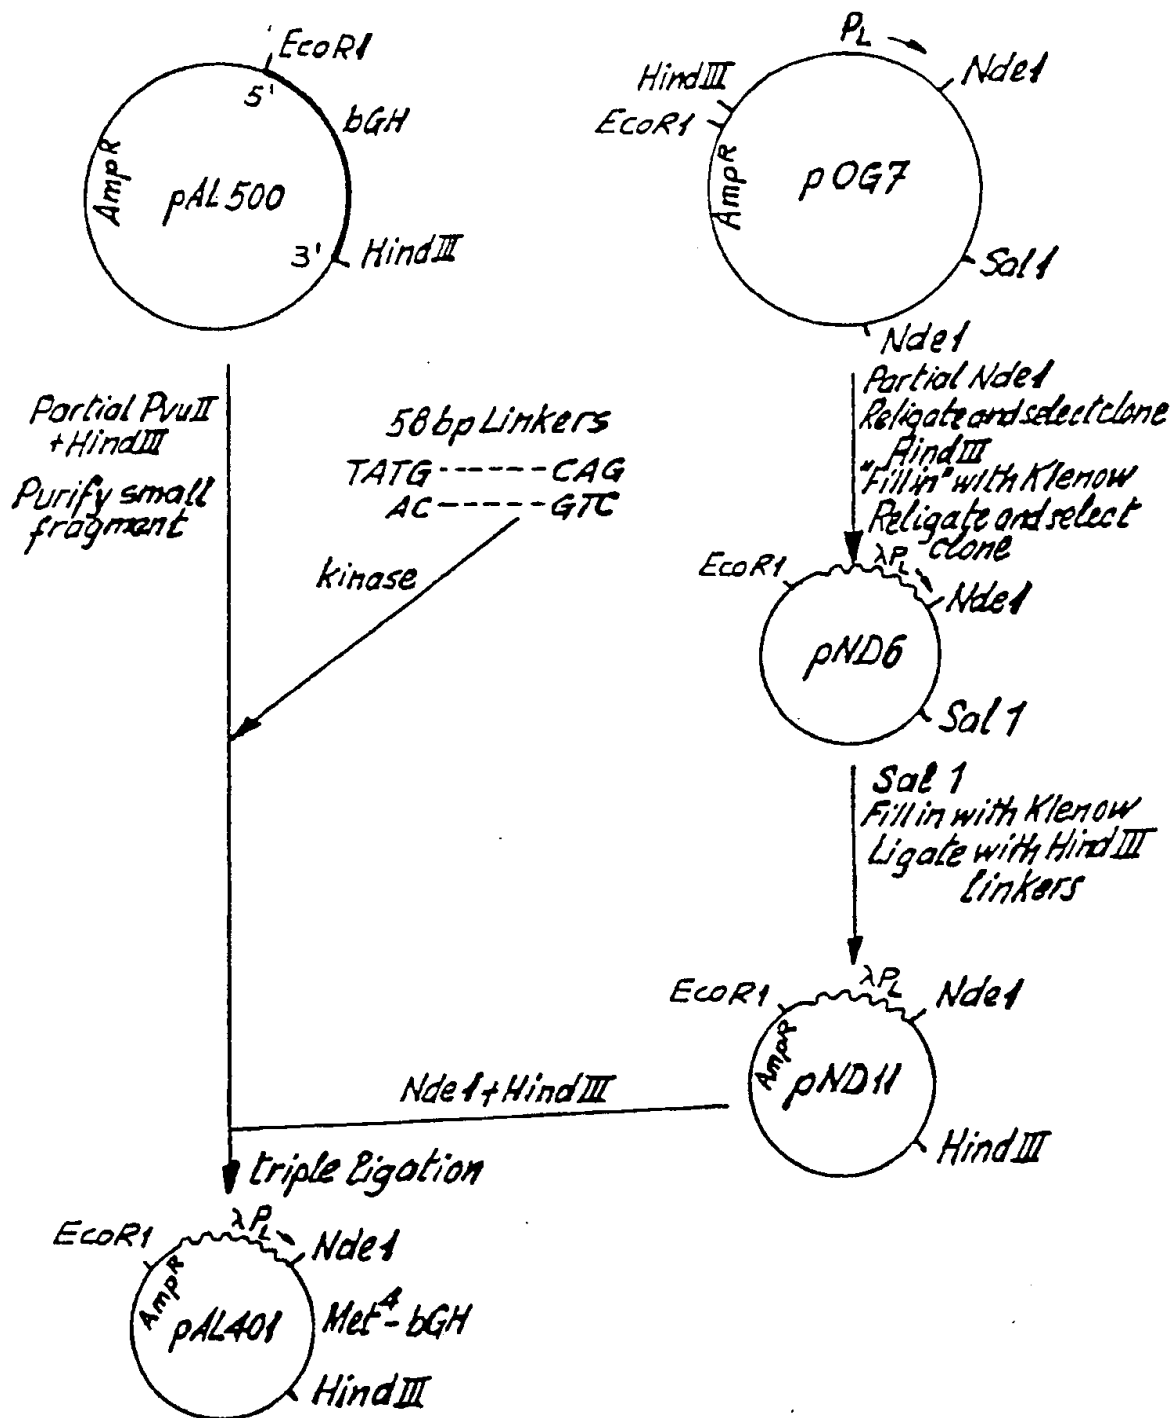 EcoR1
5'
bGH
AmpR
pAL500
3'
HindIII
PL
Nde1
HindIII
EcoR1
AmpR
pOG7
Sal1
Nde1
Partial PvuII
+HindIII
Purify small
fragment
58bp Linkers
TATG------CAG
AC-----GTC
kinase
Partial Nde1
Religate and select clone
HindIII
"Fill in" with Klenow
Religate and select
clone
EcoR1
λPL
Nde1
pND6
Sal1
Sal1
Fill in with Klenow
Ligate with HindIII
linkers
EcoR1
λPL
Nde1
AmpR
pND11
HindIII
Nde1+HindIII
triple ligation
EcoR1
λPL
Nde1
AmpR
pAL401
Met4-bGH
HindIII